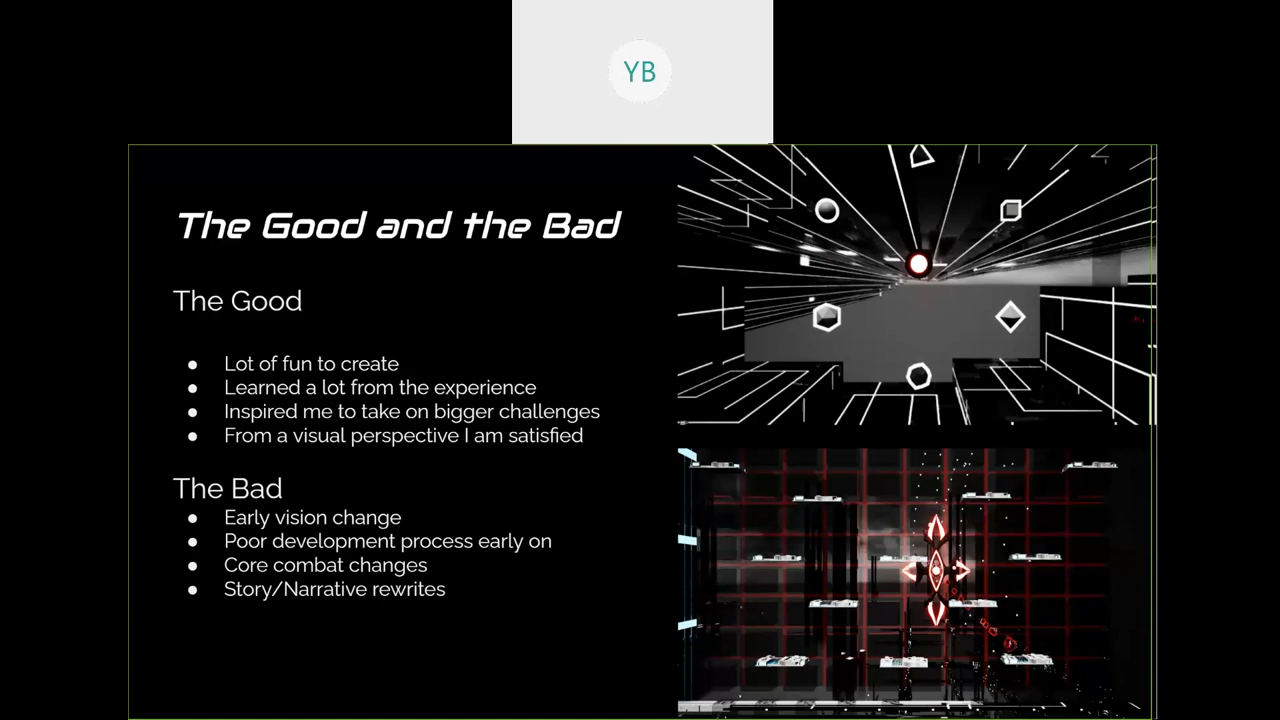 YB
The Good and the Bad
The Good
● Lot of fun to create
● Learned a lot from the experience
● Inspired me to take on bigger challenges
● From a visual perspective I am satisfied
The Bad
● Early vision change
● Poor development process early on
● Core combat changes
● Story/Narrative rewrites